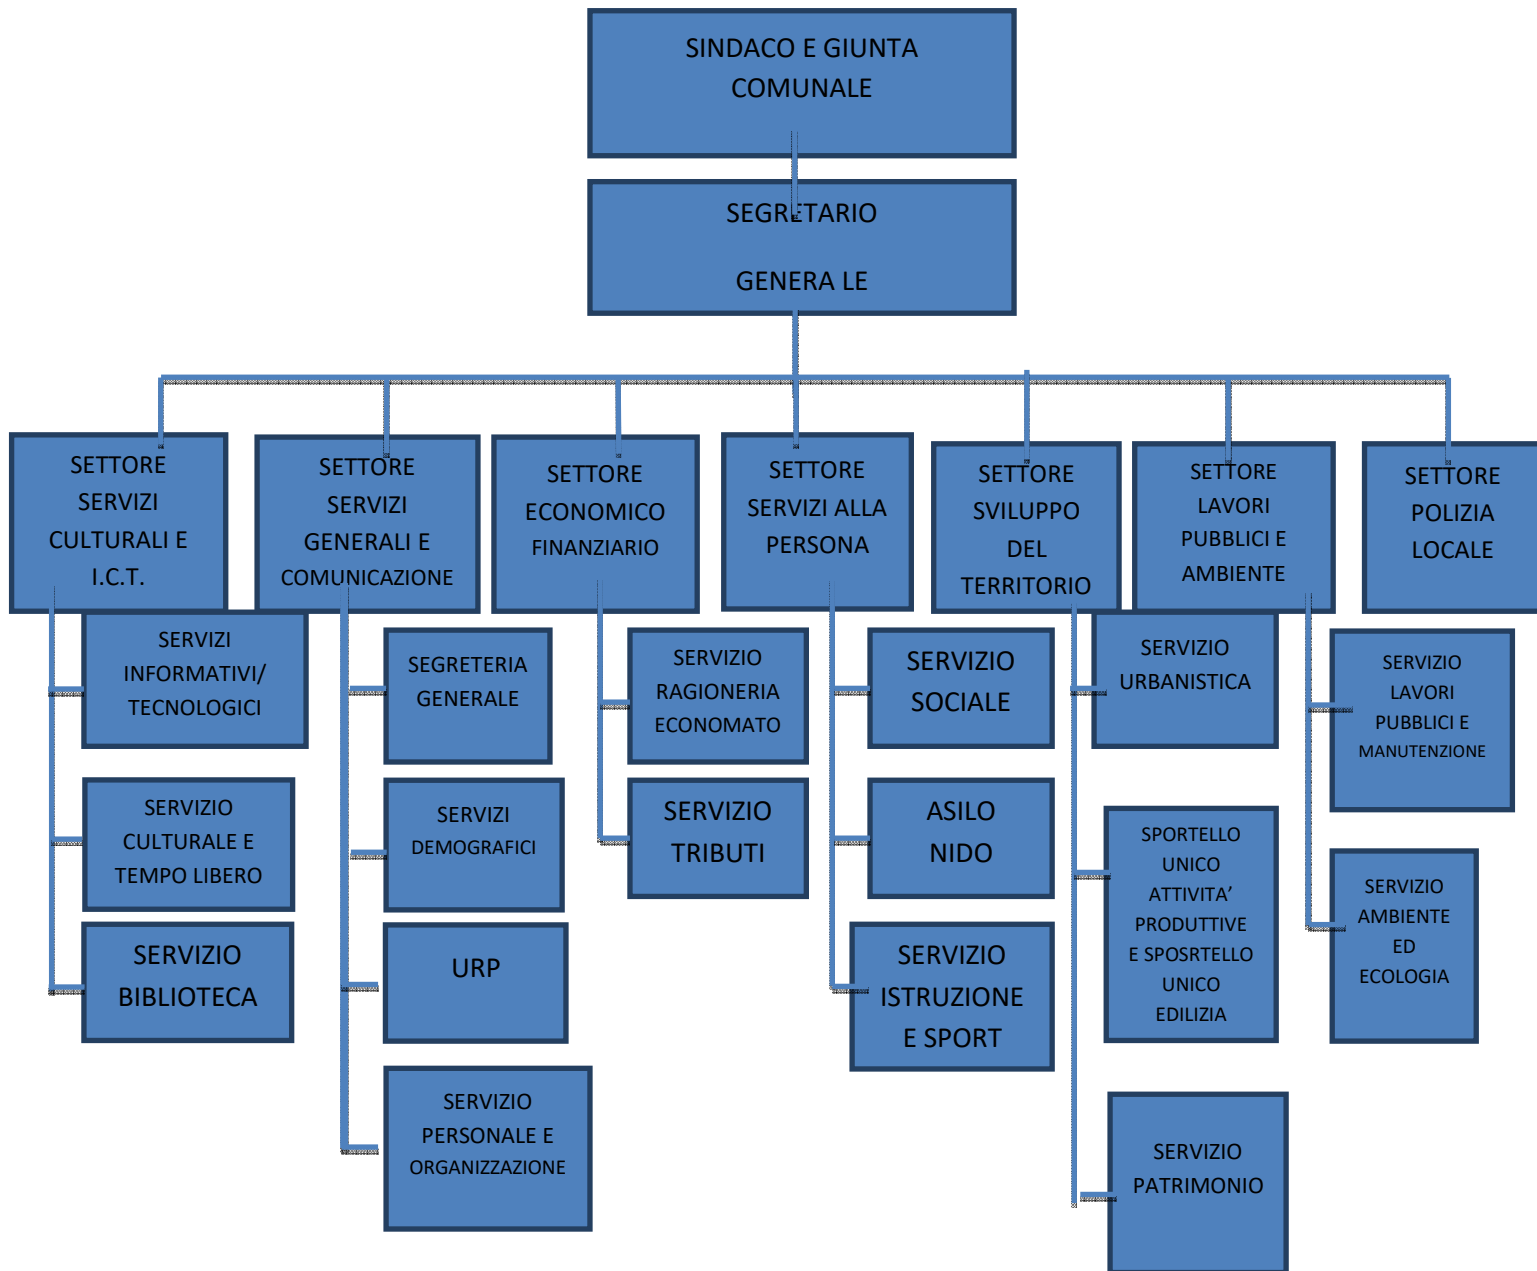 SINDACO E GIUNTA
COMUNALE
SEGRETARIO
GENERA LE
SETTORE
SERVIZI
CULTURALI E
I.C.T.
SETTORE
SERVIZI
GENERALI E
COMUNICAZIONE
SETTORE
ECONOMICO
FINANZIARIO
SETTORE
SERVIZI ALLA
PERSONA
SETTORE
SVILUPPO
DEL
TERRITORIO
SETTORE
LAVORI
PUBBLICI E
AMBIENTE
SETTORE
POLIZIA
LOCALE
SERVIZI
INFORMATIVI/
TECNOLOGICI
SERVIZIO
CULTURALE E
TEMPO LIBERO
SERVIZIO
BIBLIOTECA
SEGRETERIA
GENERALE
SERVIZI
DEMOGRAFICI
URP
SERVIZIO
PERSONALE E
ORGANIZZAZIONE
SERVIZIO
RAGIONERIA
ECONOMATO
SERVIZIO
TRIBUTI
SERVIZIO
SOCIALE
ASILO
NIDO
SERVIZIO
ISTRUZIONE
E SPORT
SERVIZIO
URBANISTICA
SPORTELLO
UNICO
ATTIVITA’
PRODUTTIVE
E SPOSRTELLO
UNICO
EDILIZIA
SERVIZIO
PATRIMONIO
SERVIZIO
LAVORI
PUBBLICI E
MANUTENZIONE
SERVIZIO
AMBIENTE
ED
ECOLOGIA